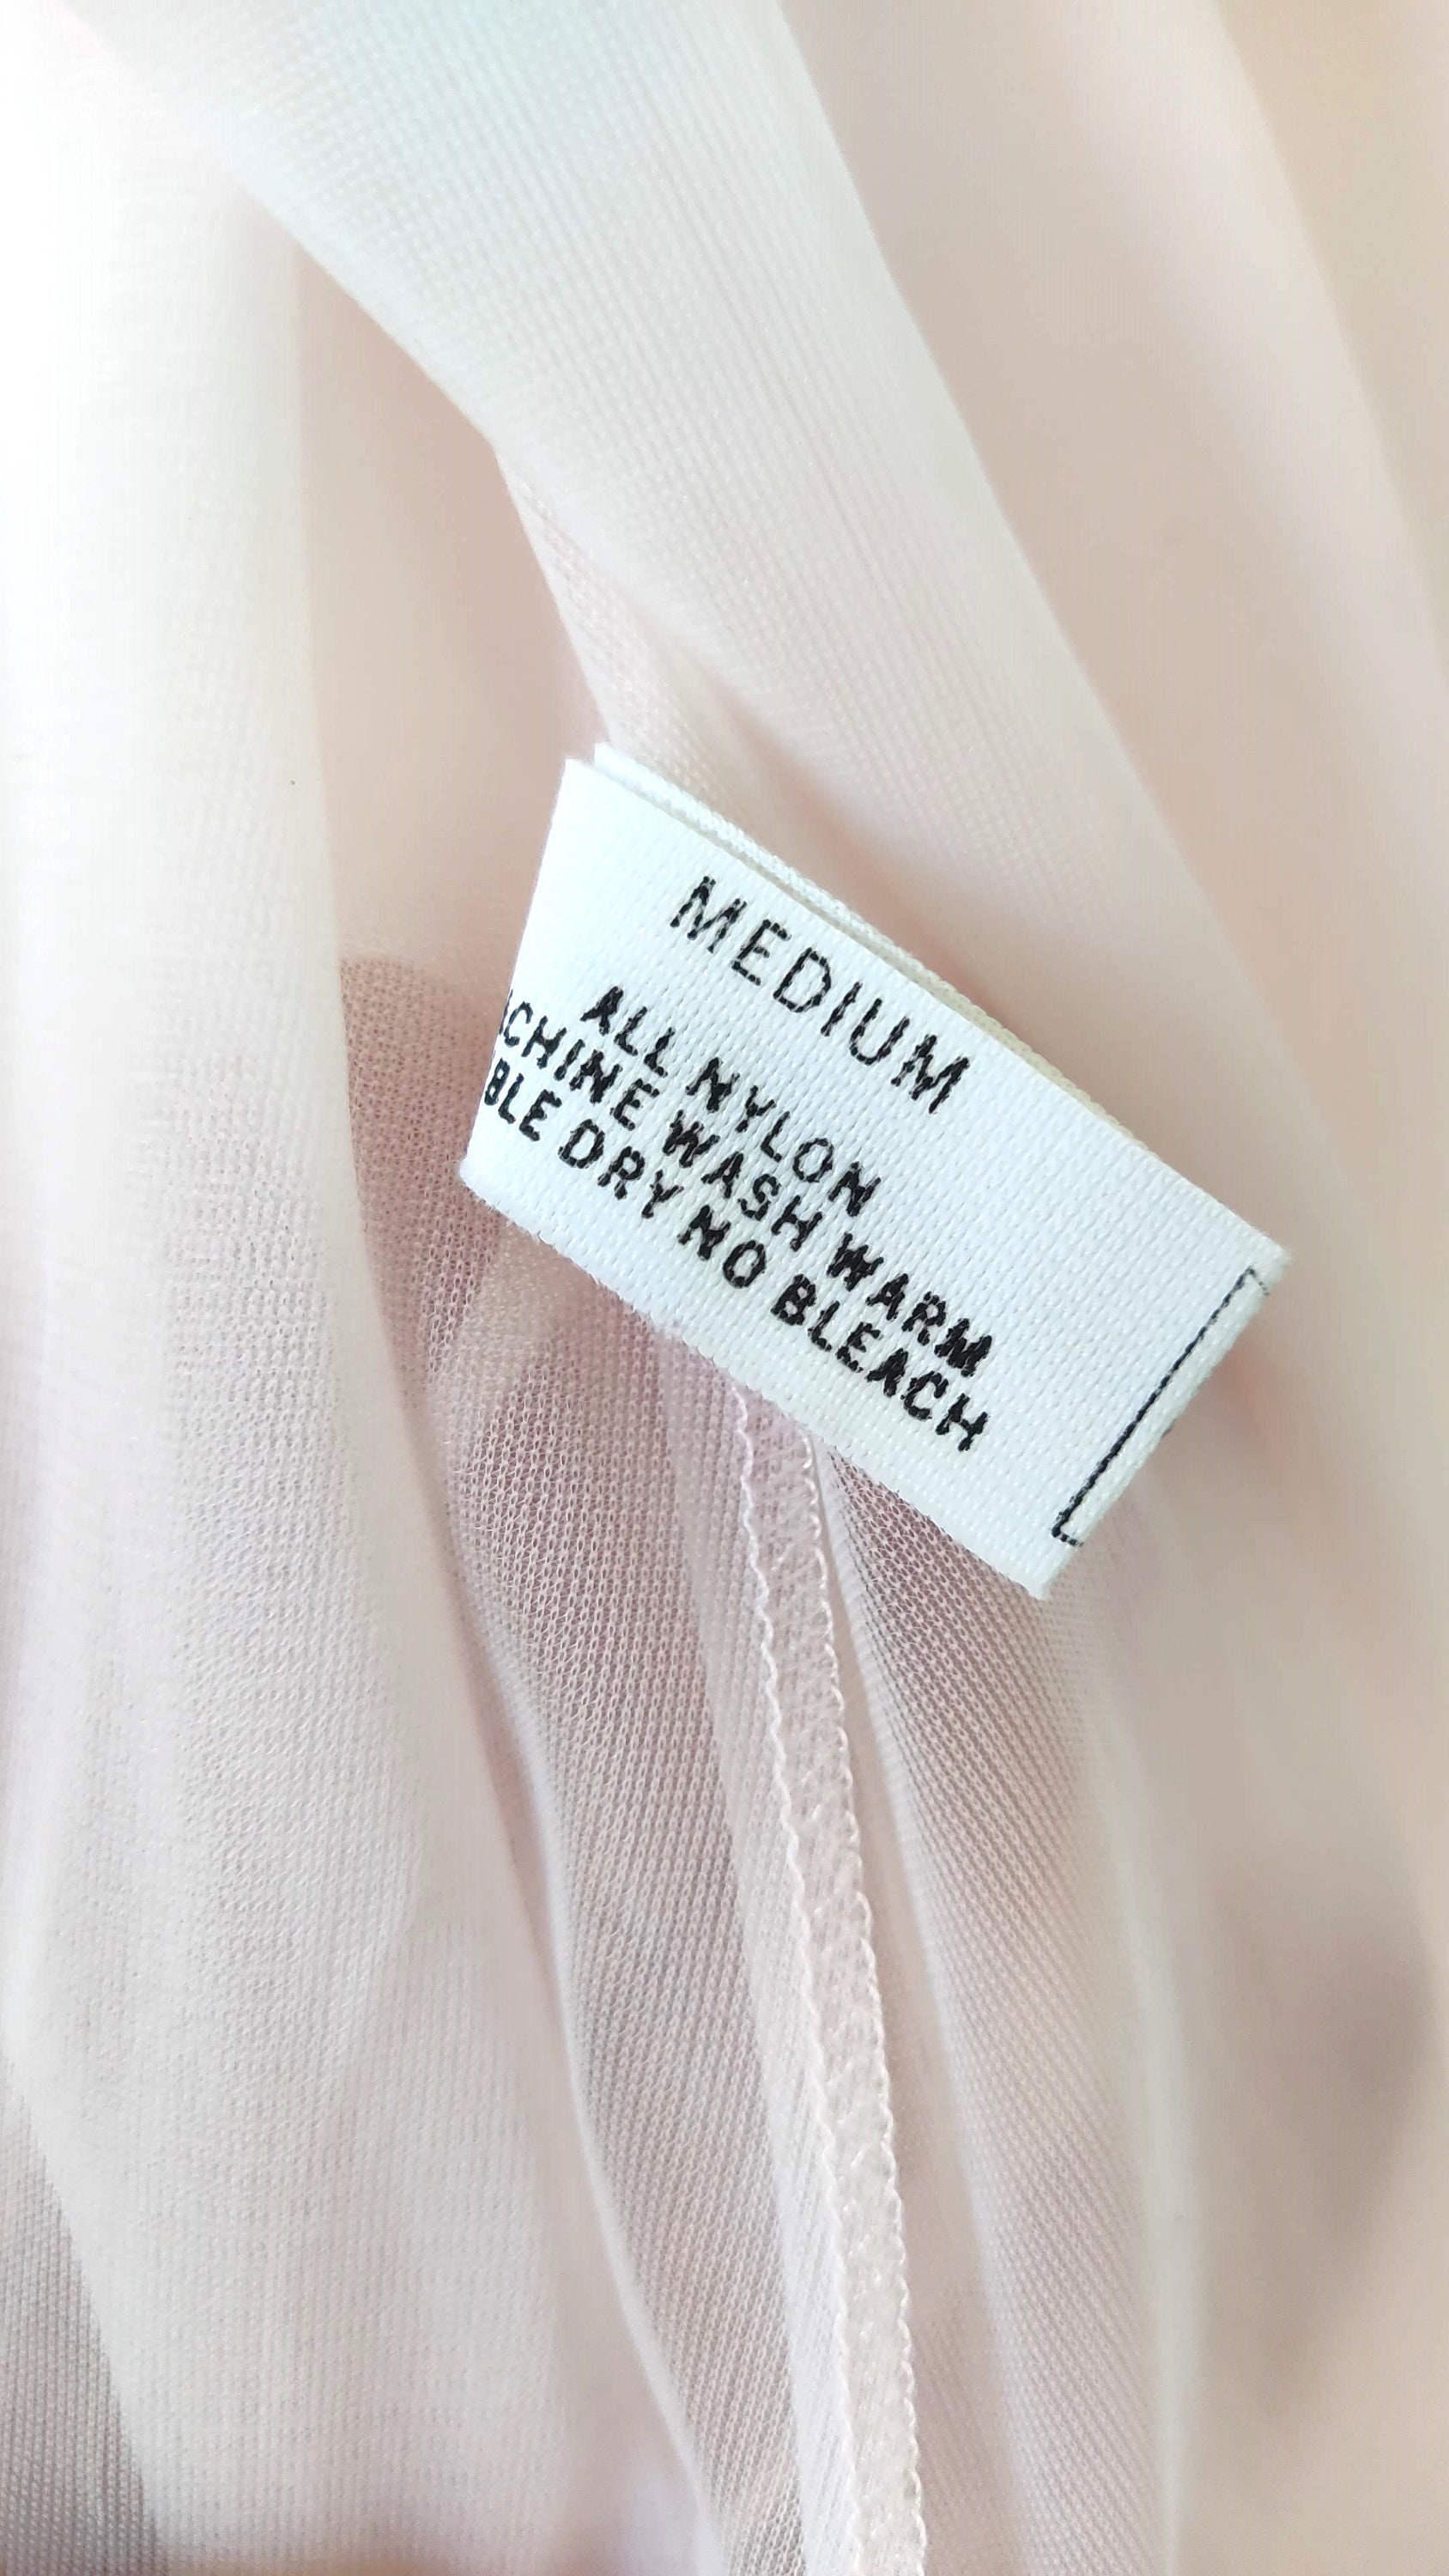 MEDIUM
ALL NYLON
CHINE WASH WARM
BLE DRY NO BLEACH